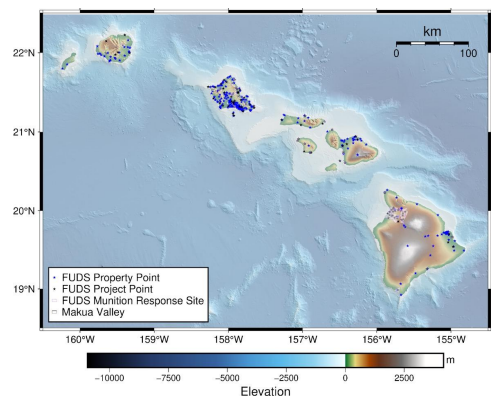 km
0 100
22°N
21°N
20°N
19°N
FUDS Property Point
FUDS Project Point
FUDS Munition Response Site
Makua Valley
160°W 159°W 158°W 157°W 156°W 155°W
−10000 −7500 −5000 −2500 0 2500 m
Elevation